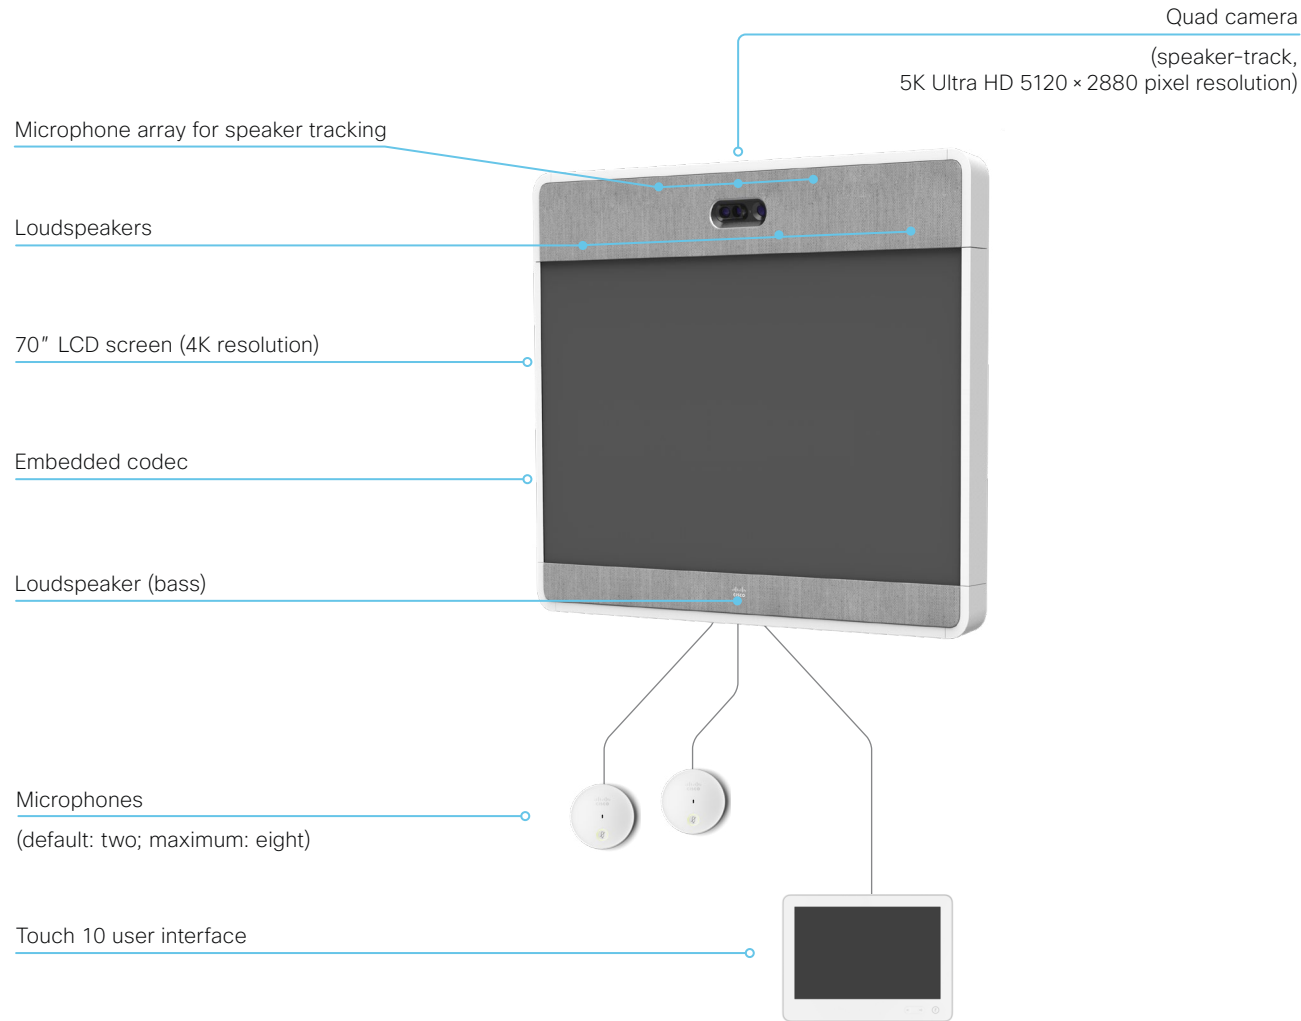 Quad camera
(speaker-track,
5K Ultra HD 5120 × 2880 pixel resolution)
Microphone array for speaker tracking
Loudspeakers
70" LCD screen (4K resolution)
Embedded codec
Loudspeaker (bass)
Microphones
(default: two; maximum: eight)
Touch 10 user interface